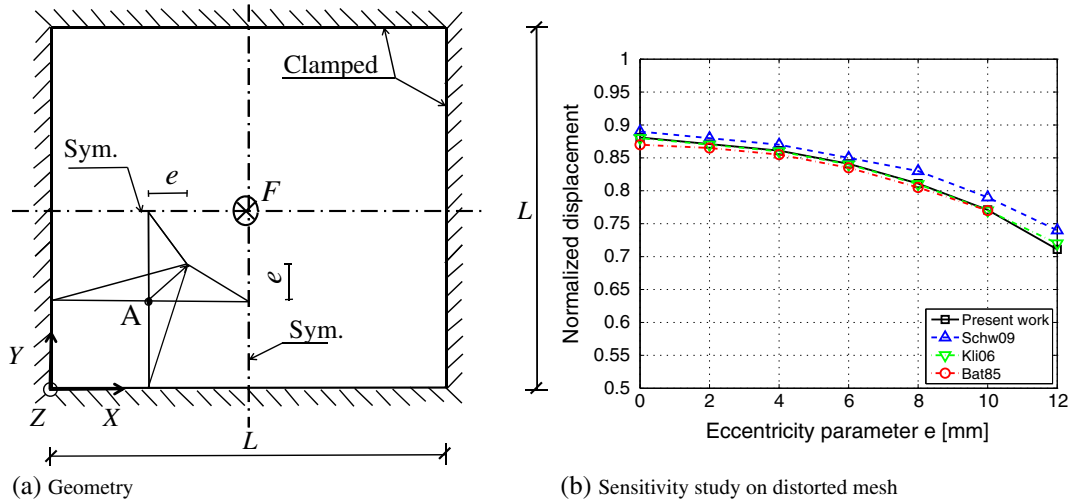 Clamped
Sym.
e
F
L
e
A
Sym.
Y
Z
X
L
(a) Geometry
1
0.95
0.9
0.85
0.8
0.75
0.7
0.65
0.6
0.55
0.5
Normalized displacement
Present work
Schw09
Kli06
Bat85
0 2 4 6 8 10 12
Eccentricity parameter e [mm]
(b) Sensitivity study on distorted mesh